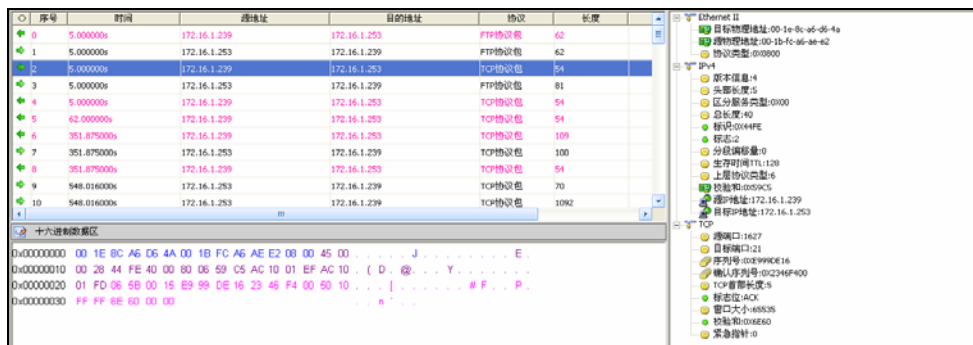 序号 时间 源地址 目的地址 协议 长度
0 5.000000s 172.16.1.239 172.16.1.253 FTP协议包 62
1 5.000000s 172.16.1.253 172.16.1.239 FTP协议包 62
2 5.000000s 172.16.1.239 172.16.1.253 TCP协议包 54
3 5.000000s 172.16.1.253 172.16.1.239 FTP协议包 81
4 5.000000s 172.16.1.239 172.16.1.253 TCP协议包 54
5 62.000000s 172.16.1.239 172.16.1.253 TCP协议包 54
6 351.875000s 172.16.1.239 172.16.1.253 TCP协议包 109
7 351.875000s 172.16.1.253 172.16.1.239 TCP协议包 100
8 351.875000s 172.16.1.239 172.16.1.253 TCP协议包 54
9 548.016000s 172.16.1.253 172.16.1.239 TCP协议包 70
10 548.016000s 172.16.1.253 172.16.1.239 TCP协议包 1092
十六进制数据区
0x00000000 00 1E 8C A6 D6 4A 00 1B FC A6 AE E2 08 00 45 00 . . . . . J . . . . . . . . E .
0x00000010 00 28 44 FE 40 00 80 06 59 C5 AC 10 01 EF AC 10 . ( D . @ . . . Y . . . . . . .
0x00000020 01 FD 06 5B 00 15 E9 99 DE 16 23 46 F4 00 50 10 . . . [ . . . . . . # F . . P .
0x00000030 FF FF 6E 60 00 00 . . n ` . .
Ethernet II
目标物理地址:00-1e-8c-a6-d6-4a
源物理地址:00-1b-fc-a6-ae-e2
协议类型:0X0800
IPv4
版本信息:4
头部长度:5
区分服务类型:0X00
总长度:40
标识:0X44FE
标志:2
分段偏移量:0
生存时间TTL:128
上层协议类型:6
校验和:0X59C5
源IP地址:172.16.1.239
目标IP地址:172.16.1.253
TCP
源端口:1627
目标端口:21
序列号:0XE999DE16
确认序列号:0X2346F400
TCP首部长度:5
标志位:ACK
窗口大小:65535
校验和:0X6E60
紧急指针:0